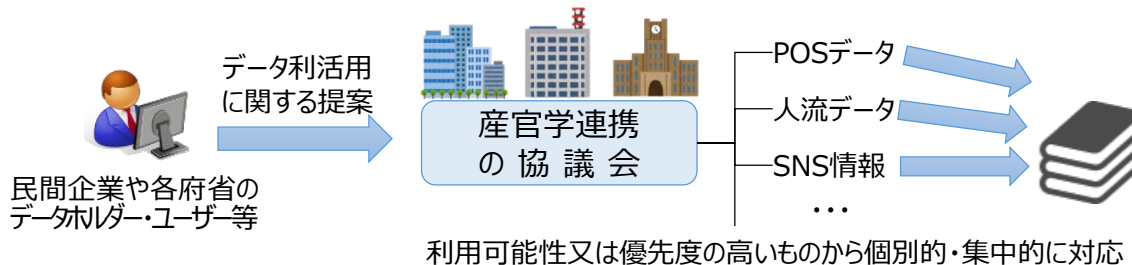 データ利活用
に関する提案
民間企業や各府省の
データホルダー・ユーザー等
産官学連携
の協議会
POSデータ
人流データ
SNS情報
・・・
利用可能性又は優先度の高いものから個別的・集中的に対応